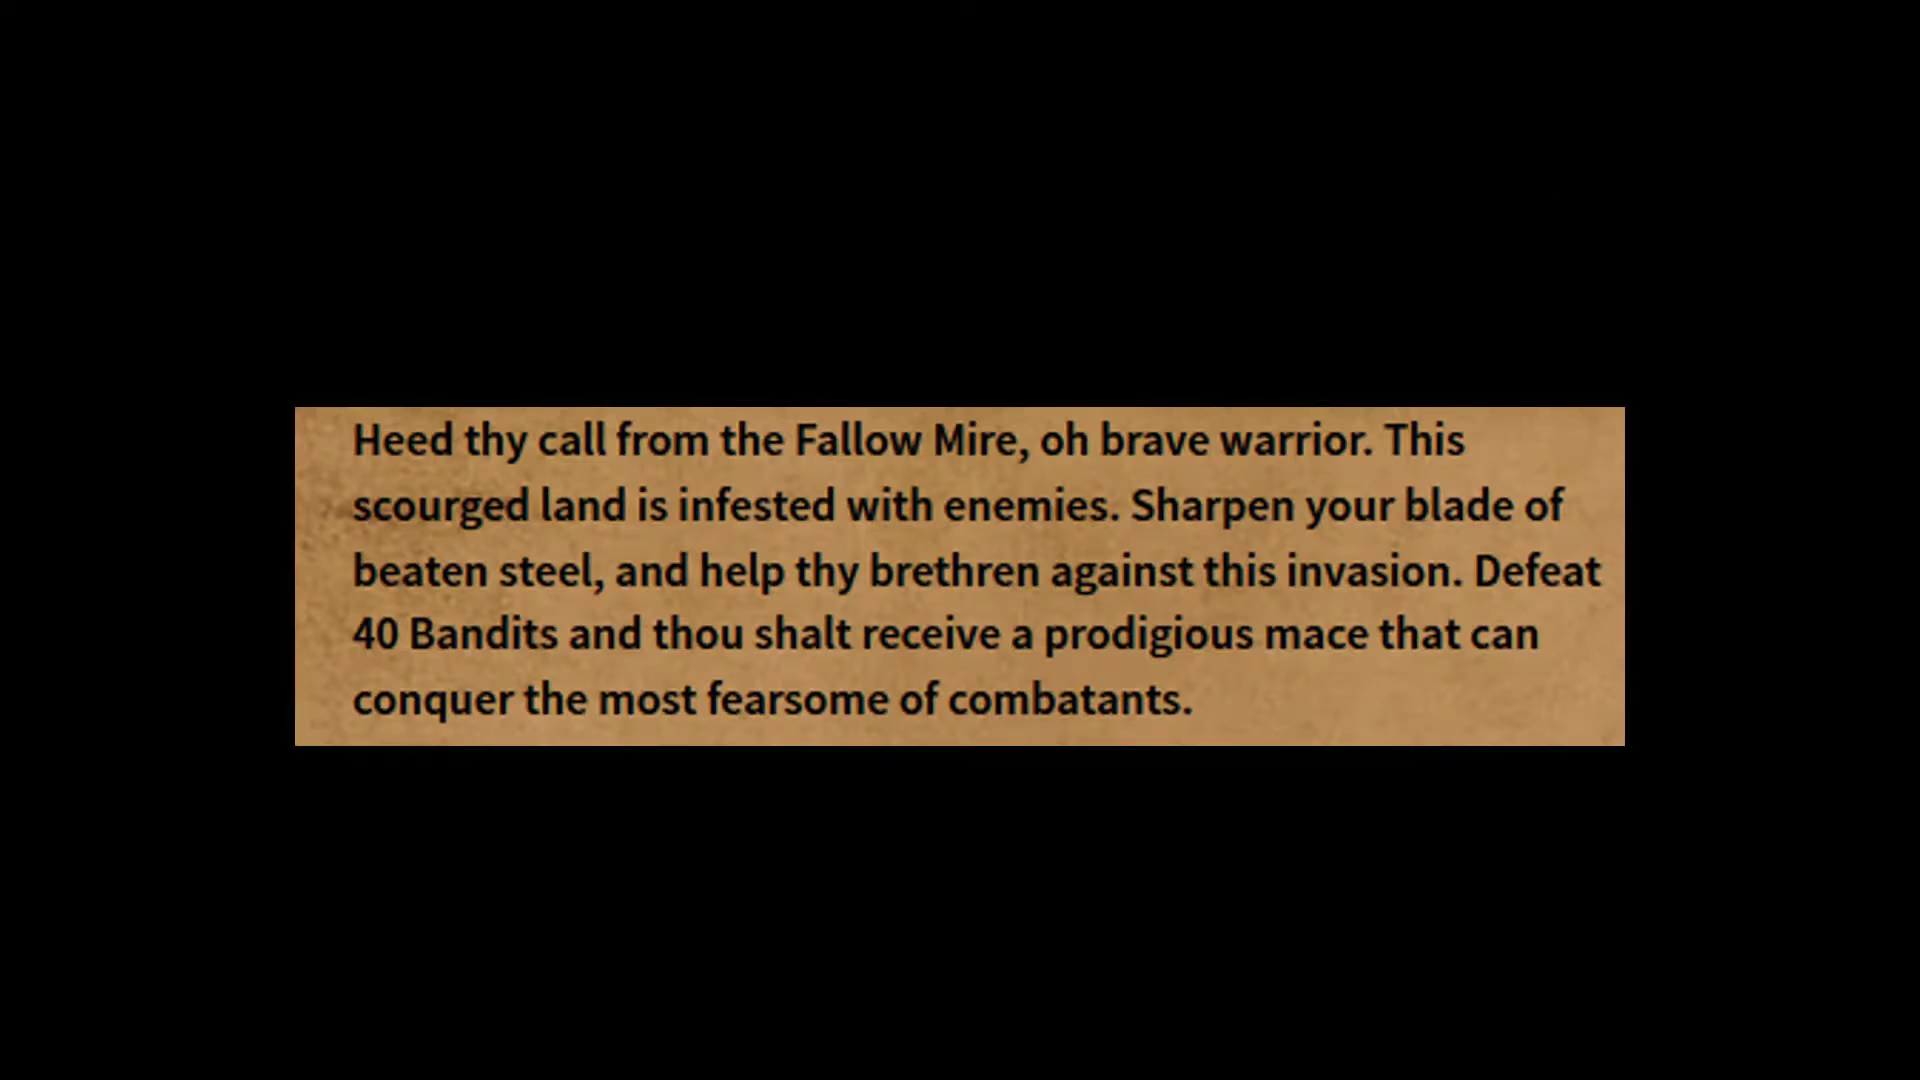 Heed thy call from the Fallow Mire, oh brave warrior. This
scourged land is infested with enemies. Sharpen your blade of
beaten steel, and help thy brethren against this invasion. Defeat
40 Bandits and thou shalt receive a prodigious mace that can
conquer the most fearsome of combatants.